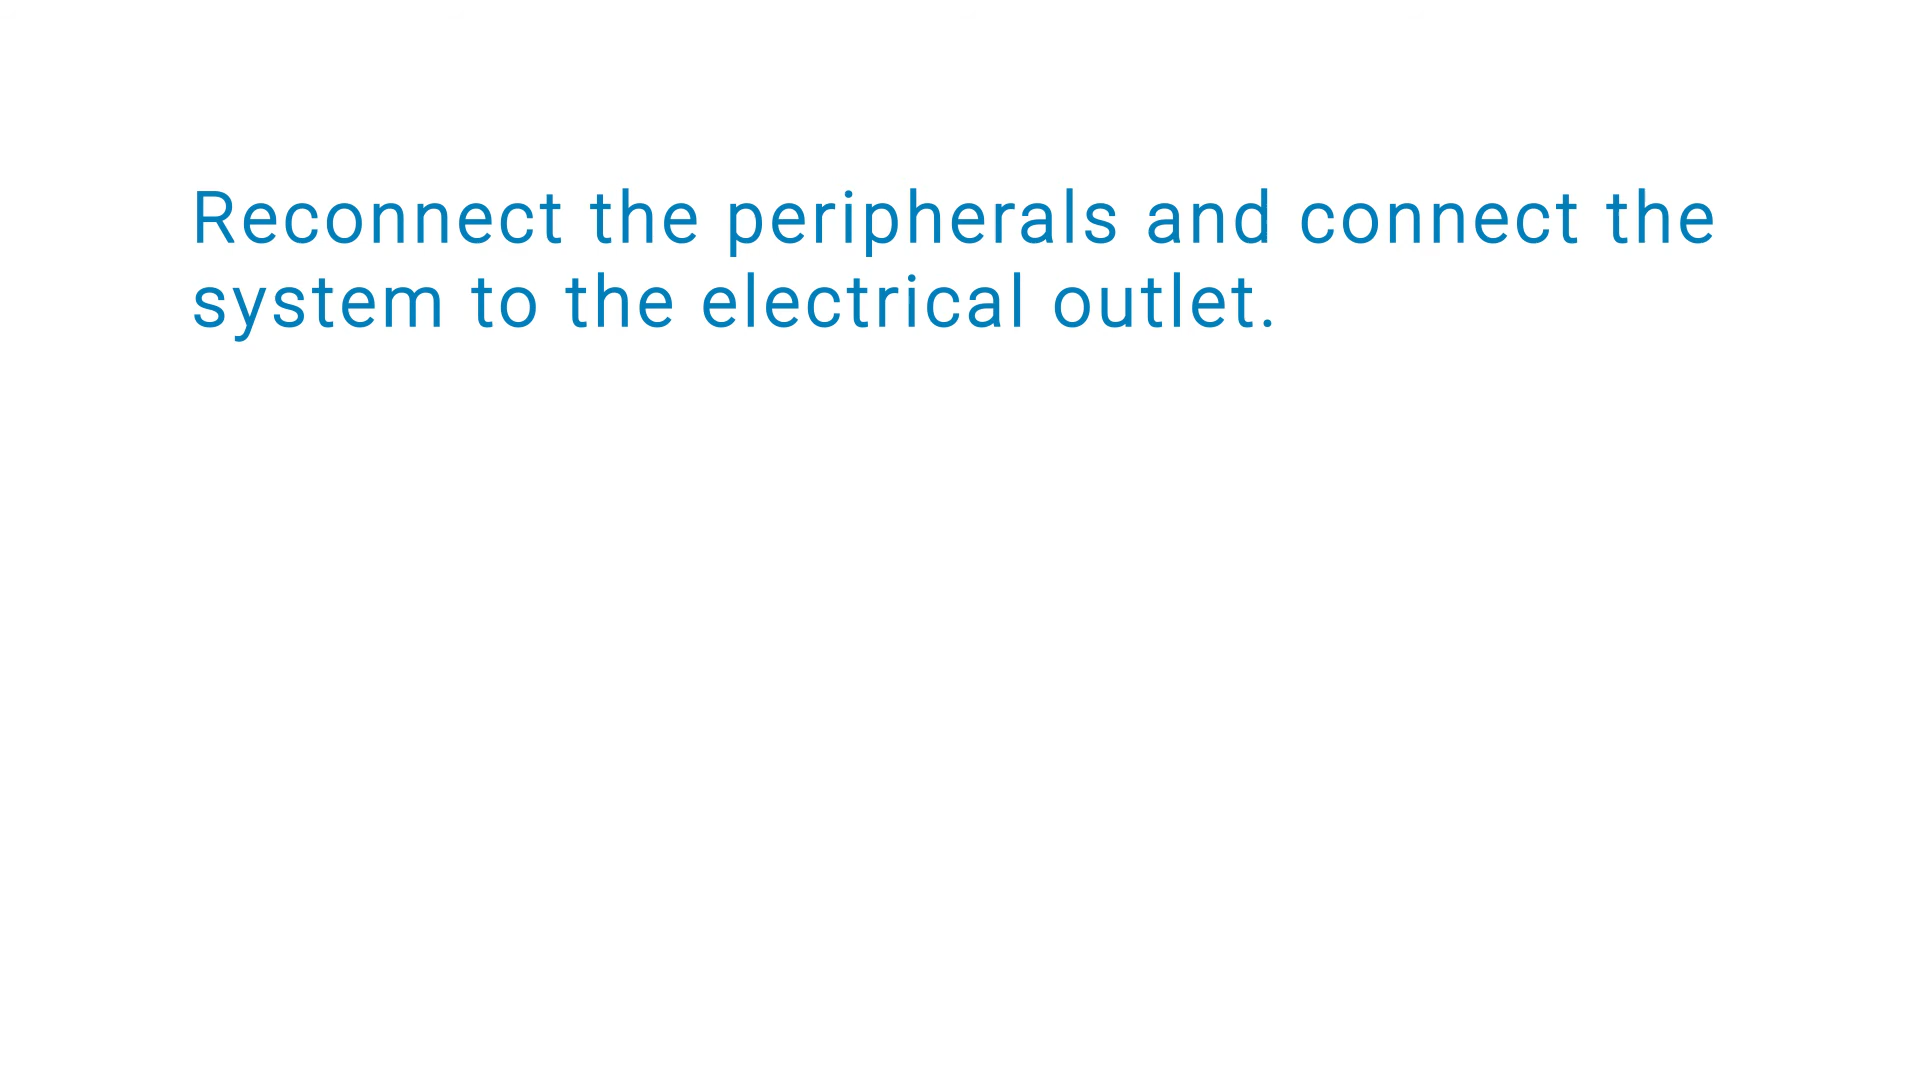 Reconnect the peripherals and connect the
system to the electrical outlet.